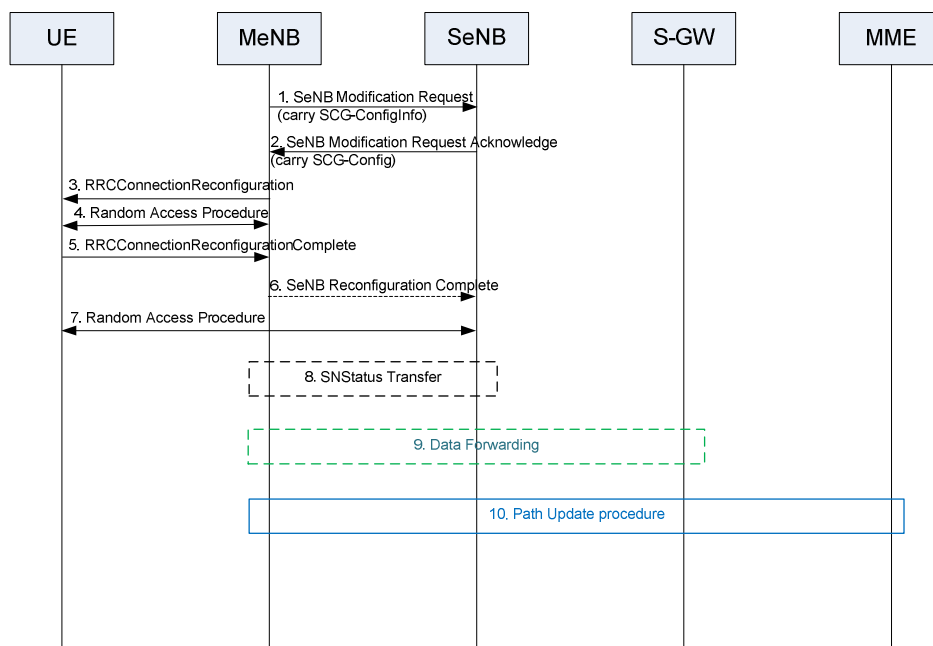 UE
MeNB
SeNB
S-GW
MME
1. SeNB Modification Request
(carry SCG-ConfigInfo)
2. SeNB Modification Request Acknowledge
(carry SCG-Config)
3. RRCConnectionReconfiguration
4. Random Access Procedure
5. RRCConnectionReconfigurationComplete
6. SeNB Reconfiguration Complete
7. Random Access Procedure
8. SNStatus Transfer
9. Data Forwarding
10. Path Update procedure